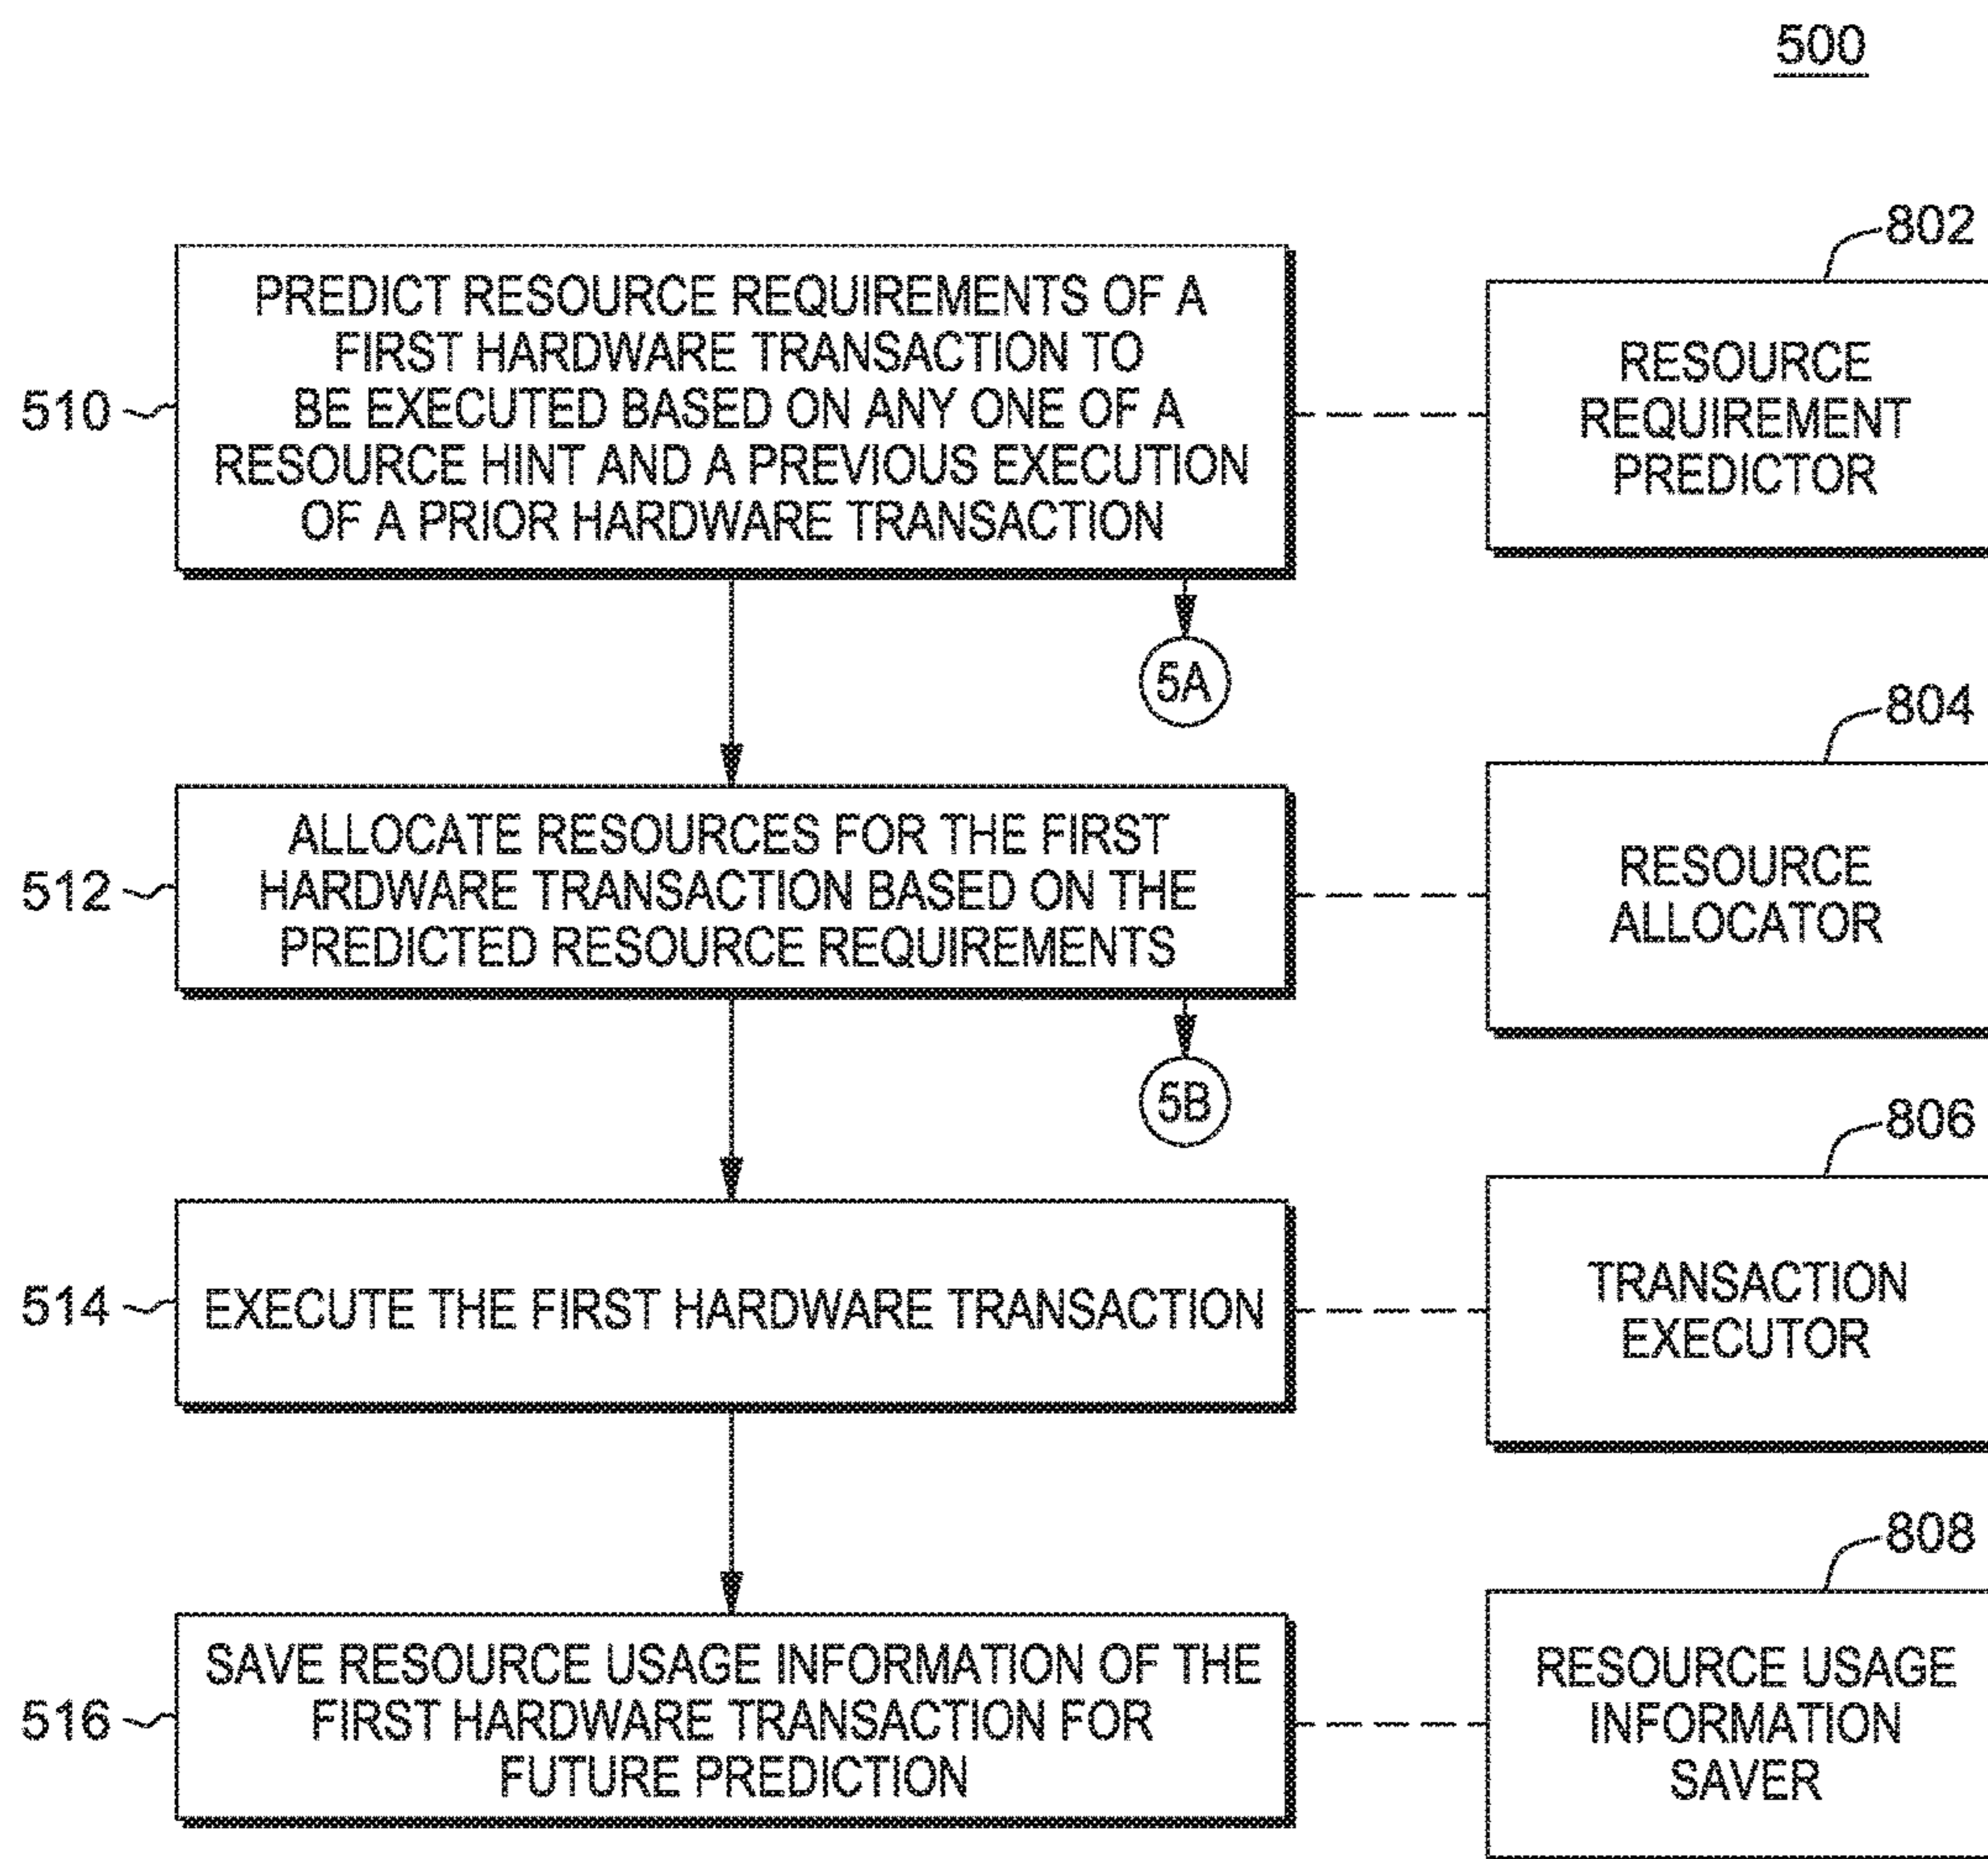 500
802
PREDICT RESOURCE REQUIREMENTS OF A
FIRST HARDWARE TRANSACTION TO
BE EXECUTED BASED ON ANY ONE OF A
RESOURCE HINT AND A PREVIOUS EXECUTION
OF A PRIOR HARDWARE TRANSACTION
510
RESOURCE
REQUIREMENT
PREDICTOR
5A
804
ALLOCATE RESOURCES FOR THE FIRST
HARDWARE TRANSACTION BASED ON THE
PREDICTED RESOURCE REQUIREMENTS
512
RESOURCE
ALLOCATOR
5B
806
514
EXECUTE THE FIRST HARDWARE TRANSACTION
TRANSACTION
EXECUTOR
808
SAVE RESOURCE USAGE INFORMATION OF THE
FIRST HARDWARE TRANSACTION FOR
FUTURE PREDICTION
516
RESOURCE USAGE
INFORMATION
SAVER